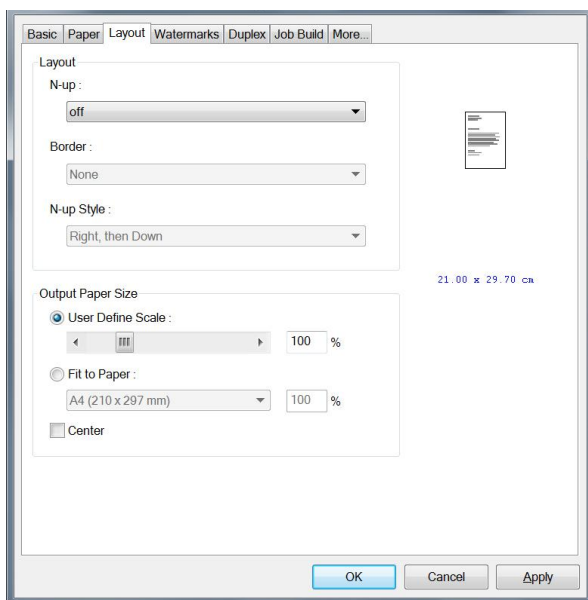 Basic Paper Layout Watermarks Duplex Job Build More...
Layout
N-up :
off
Border :
None
N-up Style :
Right, then Down
21.00 x 29.70 cm
Output Paper Size
User Define Scale :
100 %
Fit to Paper :
A4 (210 x 297 mm) 100 %
Center
OK Cancel Apply